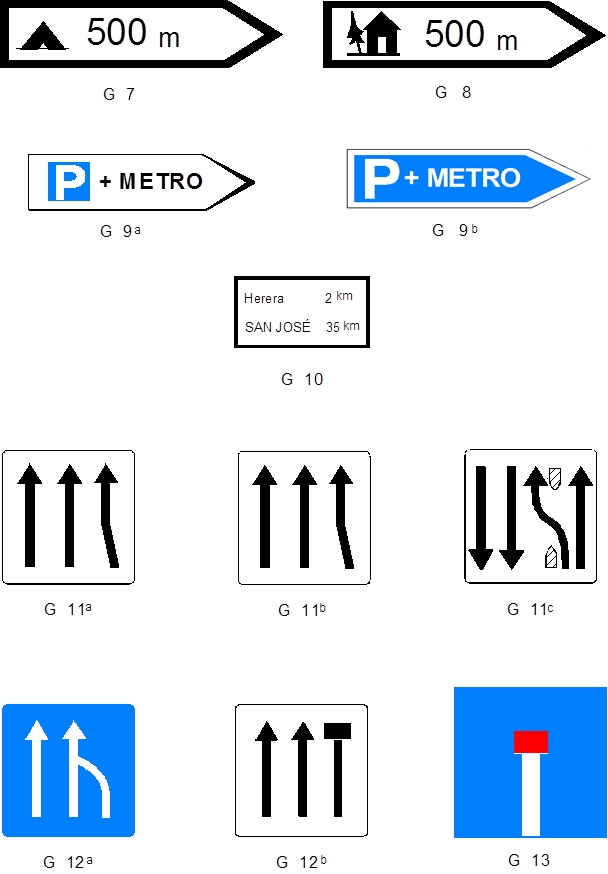 500 m
500 m
G 7
G 8
P + METRO
P + METRO
G 9a
G 9b
Herera 2 km
SAN JOSÉ 35 km
G 10
G 11a
G 11b
G 11c
G 12a
G 12b
G 13